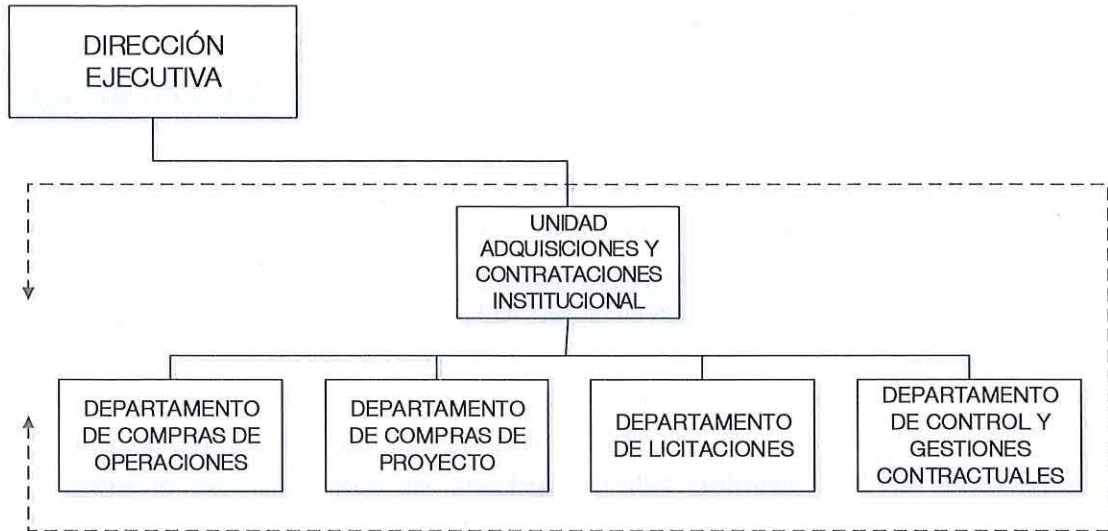 DIRECCIÓN
EJECUTIVA
UNIDAD
ADQUISICIONES Y
CONTRATACIONES
INSTITUCIONAL
DEPARTAMENTO
DE COMPRAS DE
OPERACIONES
DEPARTAMENTO
DE COMPRAS DE
PROYECTO
DEPARTAMENTO
DE LICITACIONES
DEPARTAMENTO
DE CONTROL Y
GESTIONES
CONTRACTUALES